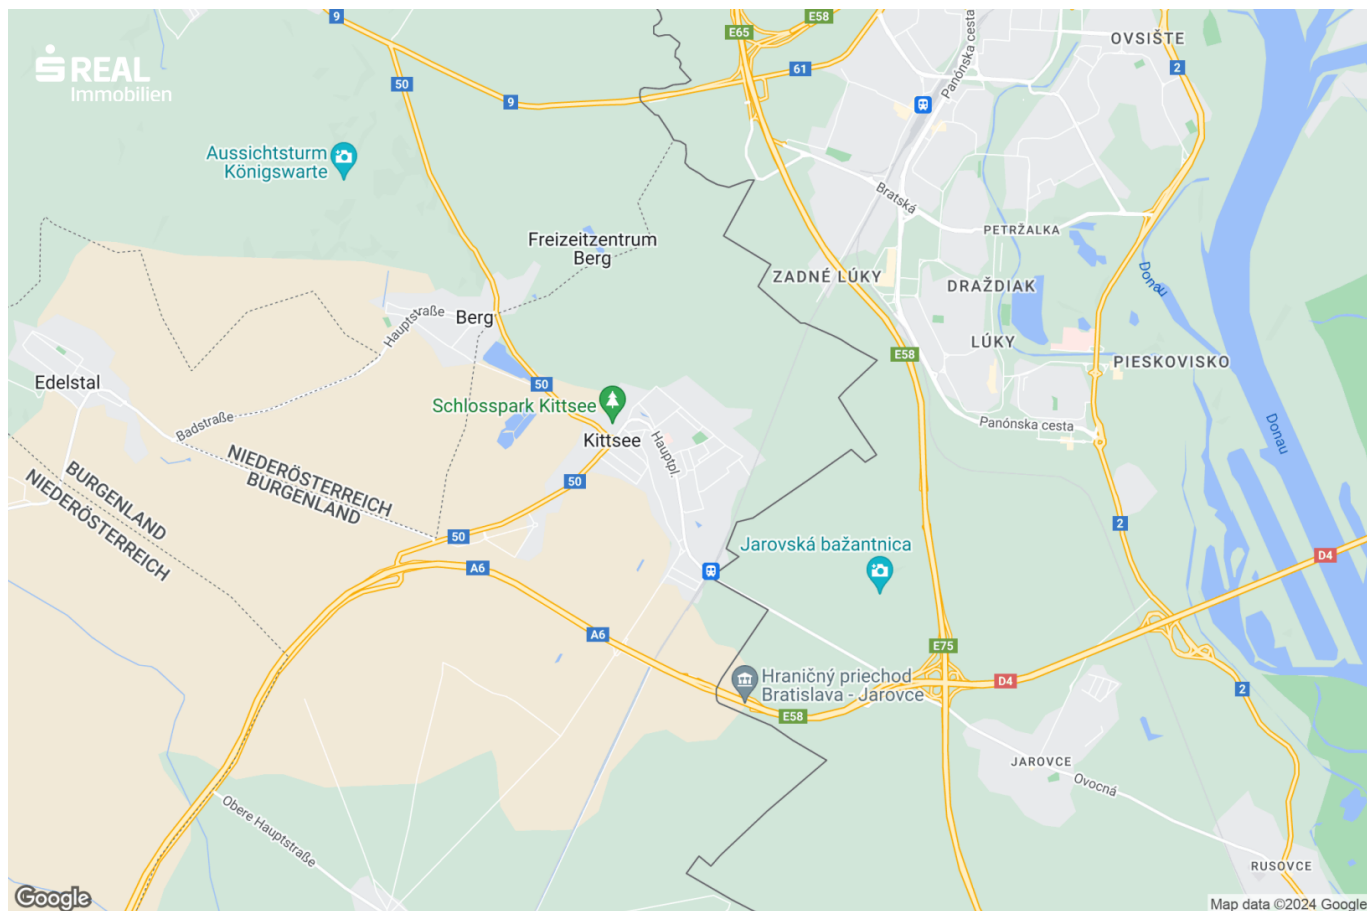 9
E58
E65
OVSIŠTE
2
61
50
9
Panónska cesta
S REAL
Immobilien
Aussichtsturm
Königswarte
Bratská
PETRŽALKA
Freizeitzentrum
Berg
ZADNÉ LÚKY
DRAŽDIAK
Donau
Hauptstraße
Berg
LÚKY
E58
PIESKOVISKO
Edelstal
50
Schlosspark Kittsee
Kittsee
Badstraße
Hauptpl.
Panónska cesta
Donau
NIEDERÖSTERREICH
BURGENLAND
BURGENLAND
NIEDERÖSTERREICH
50
50
2
Jarovská bažantnica
D4
A6
A6
E75
Hraničný priechod
Bratislava - Jarovce
D4
2
E58
JAROVCE
Ovocná
Obere Hauptstraße
RUSOVCE
Google
Map data ©2024 Google